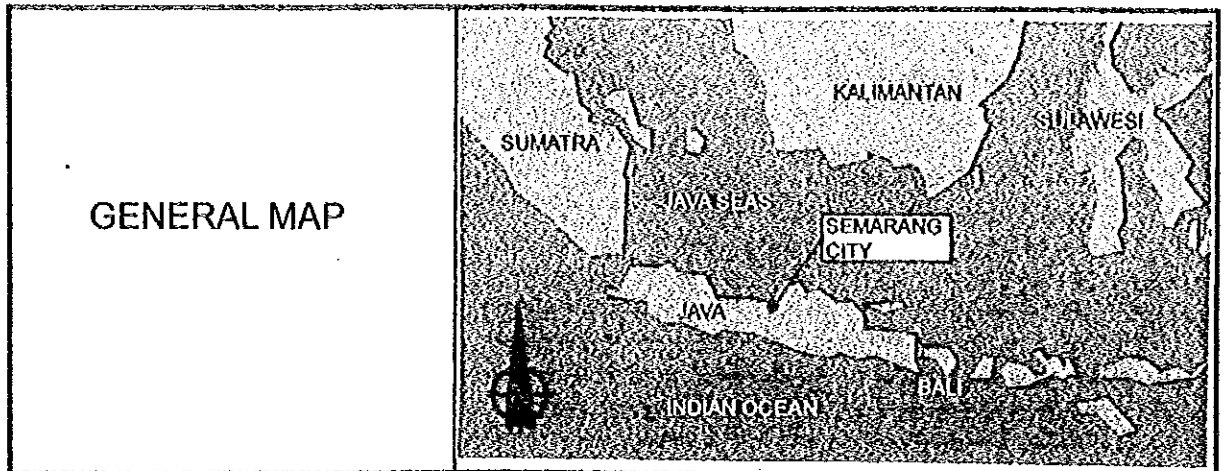 GENERAL MAP
KALIMANTAN
SULAWESI
SUMATRA
JAVA SEAS
SEMARANG
CITY
JAVA
BALI
INDIAN OCEAN